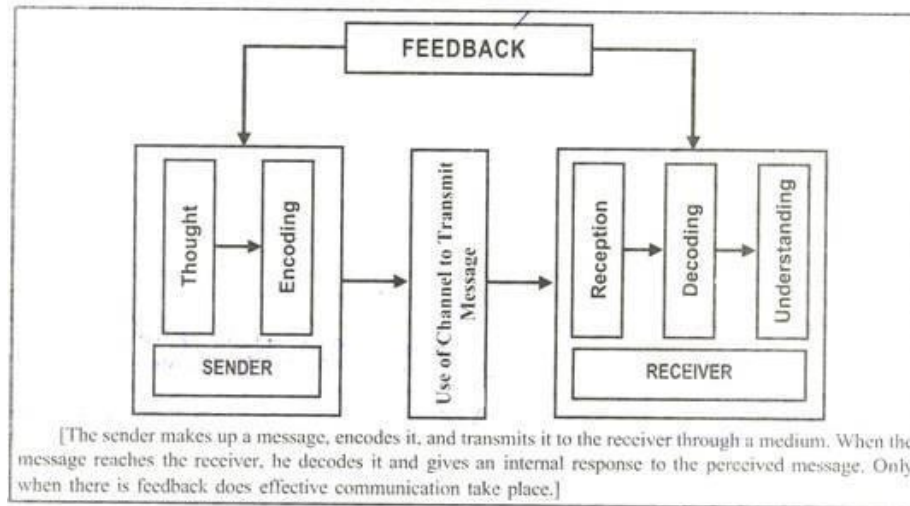 FEEDBACK
Thought
Encoding
SENDER
Use of Channel to Transmit
Message
Reception
Decoding
Understanding
RECEIVER
[The sender makes up a message, encodes it, and transmits it to the receiver through a medium. When the
message reaches the receiver, he decodes it and gives an internal response to the perceived message. Only
when there is feedback does effective communication take place.]